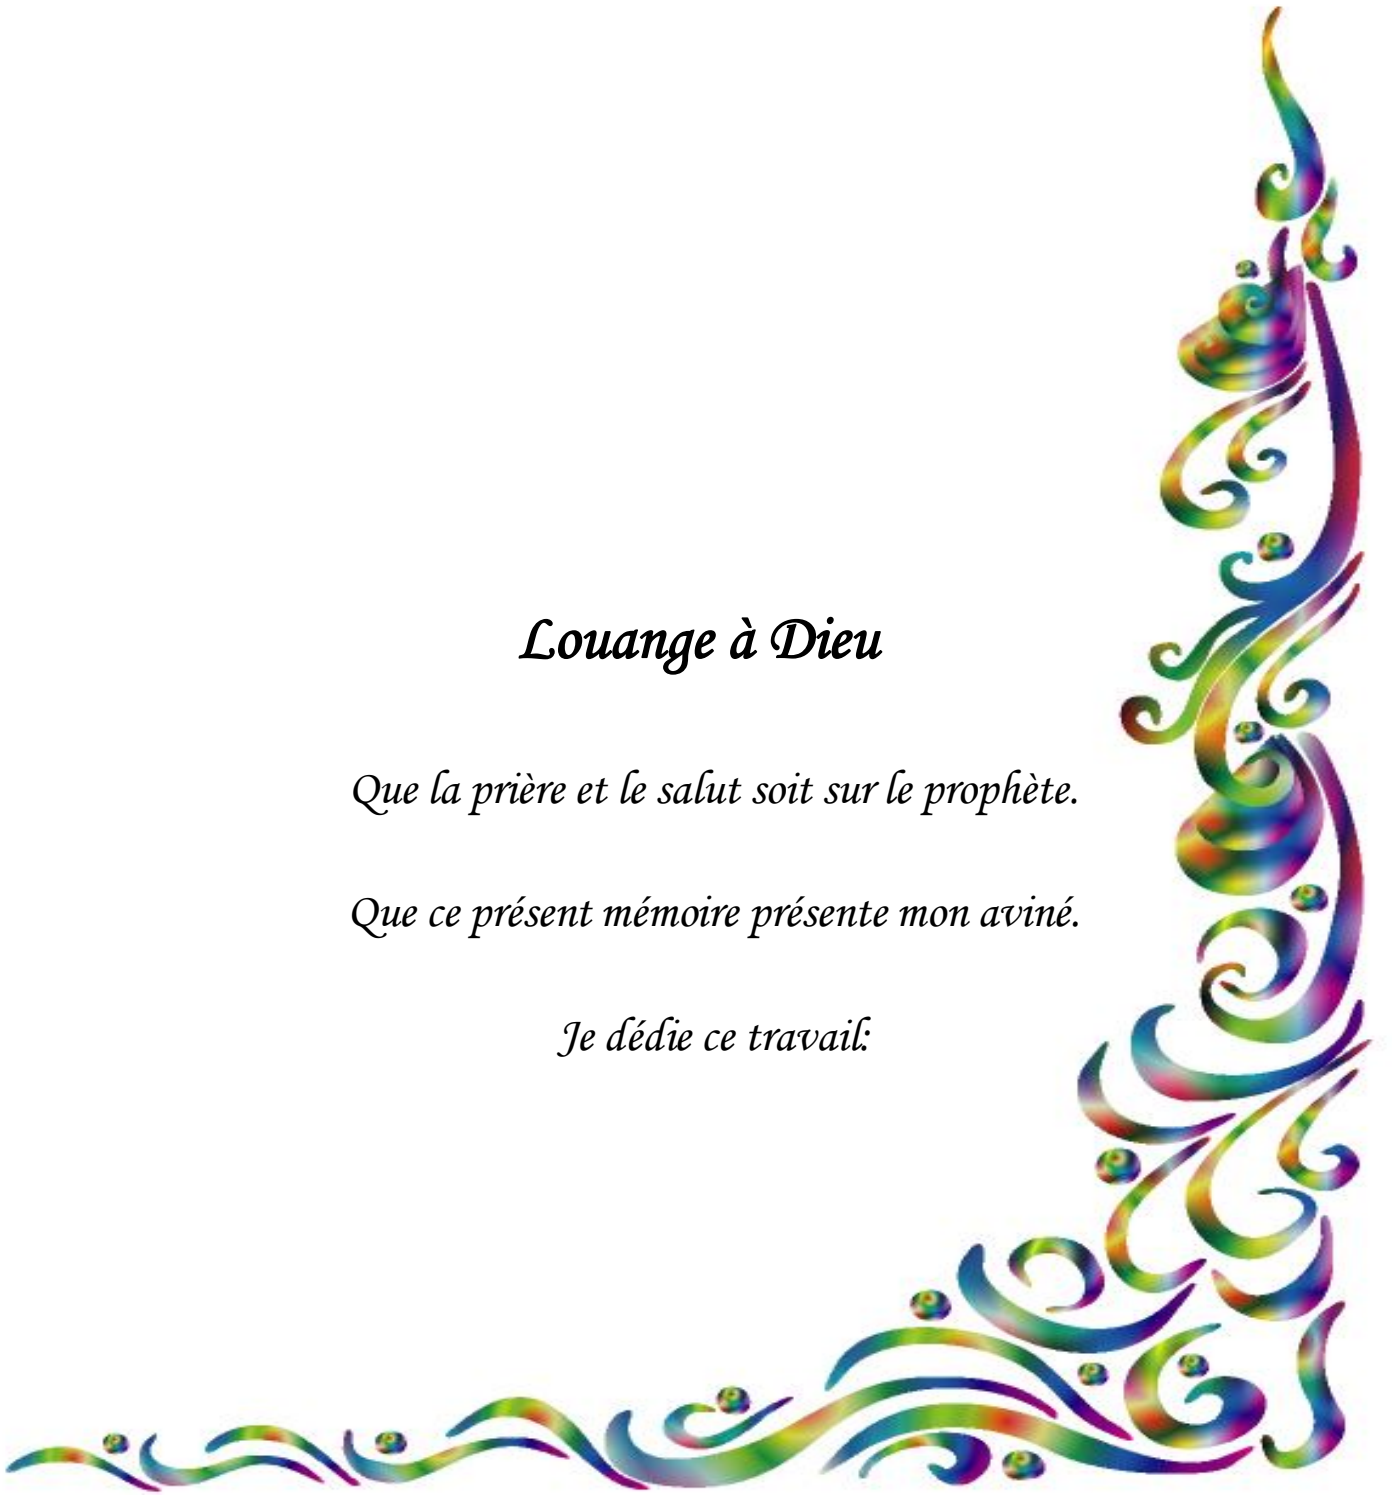 Louange à Dieu
Que la prière et le salut soit sur le prophète.
Que ce présent mémoire présente mon aviné.
Je dédie ce travail: